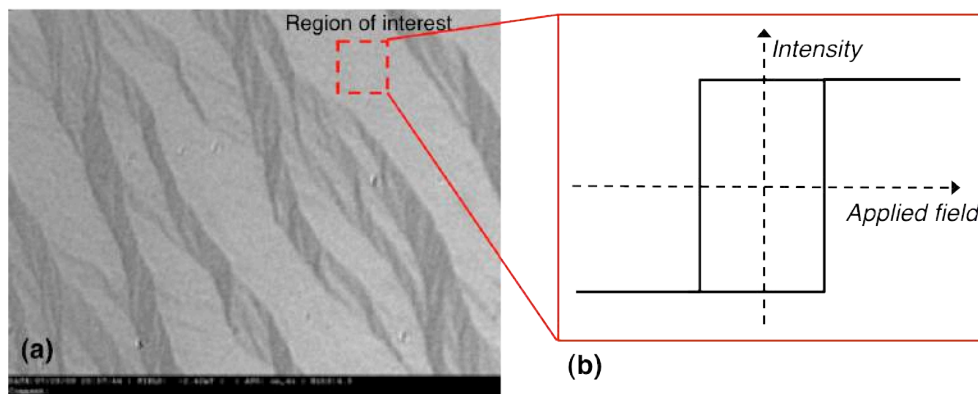 Region of interest
Intensity
Applied field
(a)
(b)